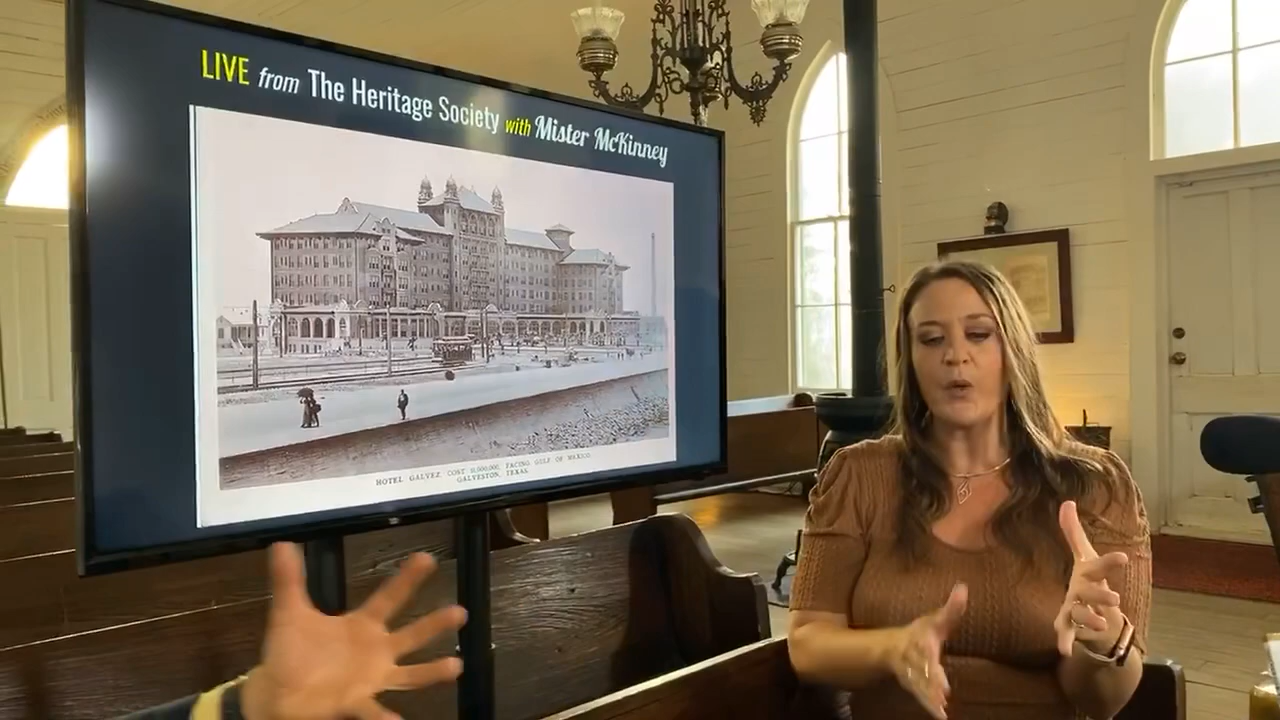 LIVE from The Heritage Society with Mister McKinney
HOTEL GALVEZ, COST $1,000,000, FACING GULF OF MEXICO
GALVESTON, TEXAS